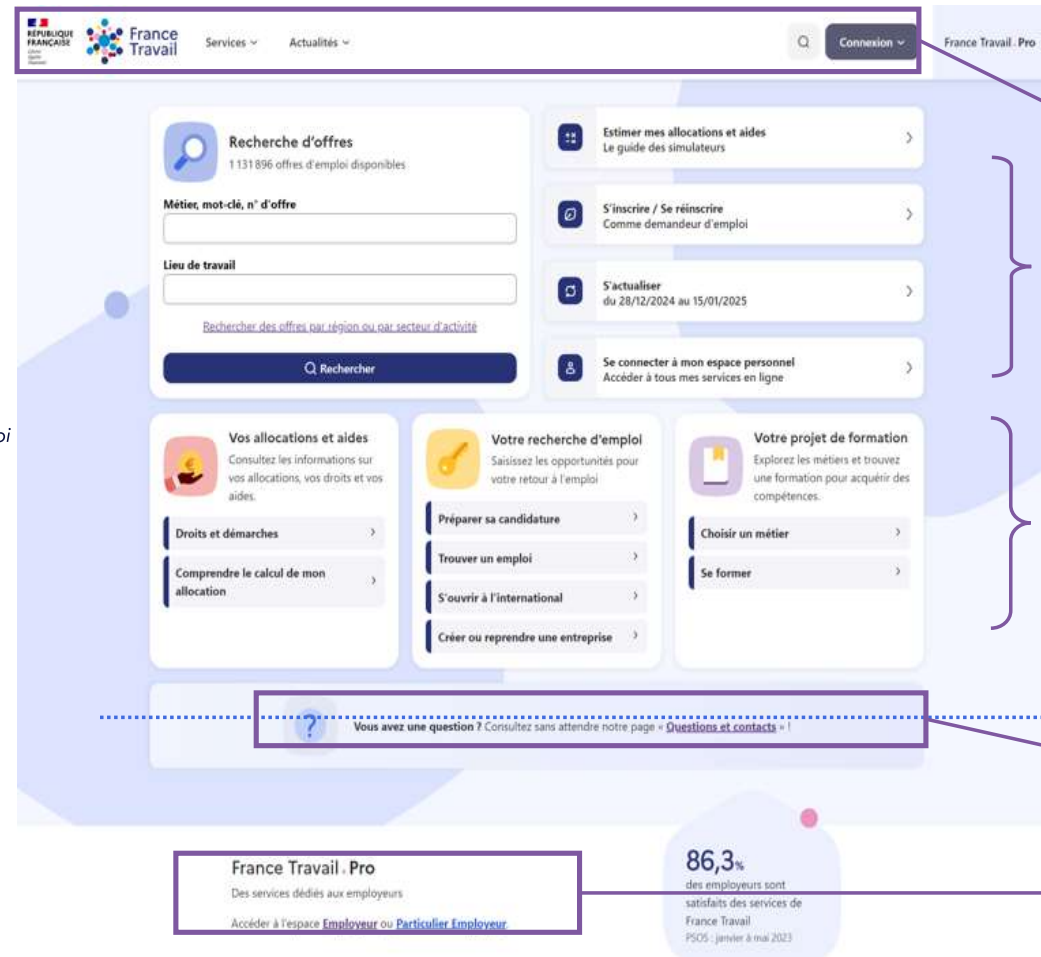 RÉPUBLIQUE
FRANÇAISE
France
Travail
Services
Actualités
Connexion
France Travail.Pro
Recherche d'offres
1 131 896 offres d'emploi disponibles
Métier, mot-clé, n° d'offre
Lieu de travail
Rechercher des offres par région ou par secteur d'activité
Rechercher
Estimer mes allocations et aides
Le guide des simulateurs
S'inscrire / Se réinscrire
Comme demandeur d'emploi
S'actualiser
du 28/12/2024 au 15/01/2025
Se connecter à mon espace personnel
Accéder à tous mes services en ligne
oi
Vos allocations et aides
Consultez les informations sur
vos allocations, vos droits et vos
aides.
Droits et démarches
Comprendre le calcul de mon
allocation
Votre recherche d'emploi
Saisissez les opportunités pour
votre retour à l'emploi
Préparer sa candidature
Trouver un emploi
S'ouvrir à l'international
Créer ou reprendre une entreprise
Votre projet de formation
Explorez les métiers et trouvez
une formation pour acquérir des
compétences.
Choisir un métier
Se former
? Vous avez une question ? Consultez sans attendre notre page « Questions et contacts » !
France Travail.Pro
Des services dédiés aux employeurs
Accéder à l'espace Employeur ou Particulier Employeur.
86,3%
des employeurs sont
satisfaits des services de
France Travail
PSOS : janvier à mai 2023